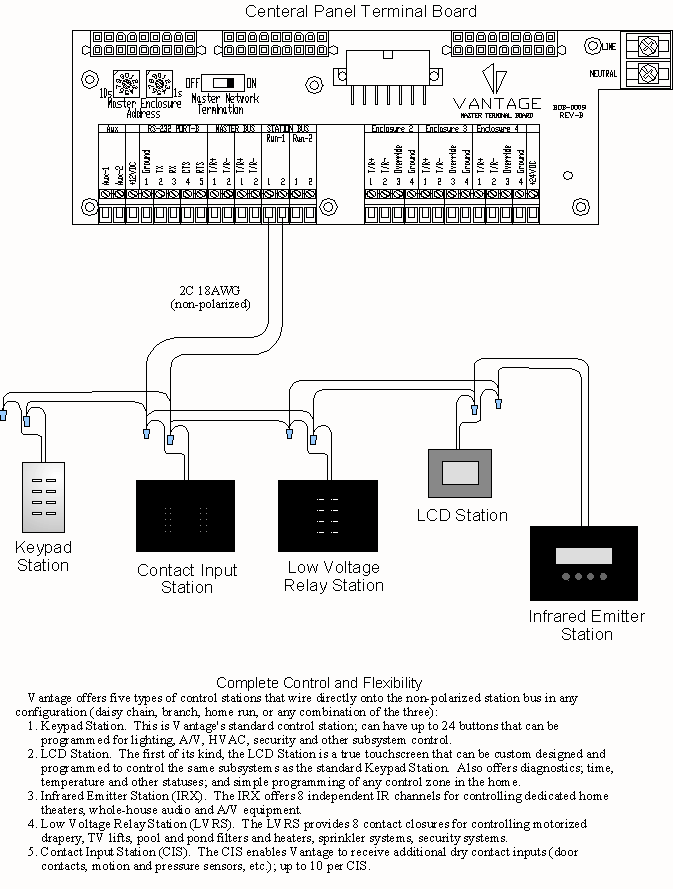 Centeral Panel Terminal Board
LINE
NEUTRAL
10s
1s
Master Enclosure
Address
OFF
ON
Master Network
Termination
VANTAGE
MASTER TERMINAL BOARD
REV-B
Aux
RS-232 PORT-B
MASTER BUS
STATION BUS
Run-1
Run-2
Enclosure 2
Enclosure 3
Enclosure 4
Aux-1
Aux-2
+12VDC
Ground
TX
RX
CTS
RTS
T/R+
T/R-
T/R+
T/R-
T/R+
T/R-
Override
Ground
T/R+
T/R-
Override
Ground
T/R+
T/R-
Override
Ground
+24VDC
1 2 3 4 5 1 2 1 2 1 2 1 2
1 2 3 4 1 2 3 4 1 2 3 4
2C 18AWG
(non-polarized)
Keypad
Station
Contact Input
Station
Low Voltage
Relay Station
LCD Station
Infrared Emitter
Station
Complete Control and Flexibility
Vantage offers five types of control stations that wire directly onto the non-polarized station bus in any
configuration (daisy chain, branch, home run, or any combination of the three):
1. Keypad Station. This is Vantage's standard control station; can have up to 24 buttons that can be
programmed for lighting, A/V, HVAC, security and other subsystem control.
2. LCD Station. The first of its kind, the LCD Station is a true touchscreen that can be custom designed and
programmed to control the same subsystems as the standard Keypad Station. Also offers diagnostics; time,
temperature and other statuses; and simple programming of any control zone in the home.
3. Infrared Emitter Station (IRX). The IRX offers 8 independent IR channels for controlling dedicated home
theaters, whole-house audio and A/V equipment.
4. Low Voltage Relay Station (LVRS). The LVRS provides 8 contact closures for controlling motorized
drapery, TV lifts, pool and pond filters and heaters, sprinkler systems, security systems.
5. Contact Input Station (CIS). The CIS enables Vantage to receive additional dry contact inputs (door
contacts, motion and pressure sensors, etc.); up to 10 per CIS.